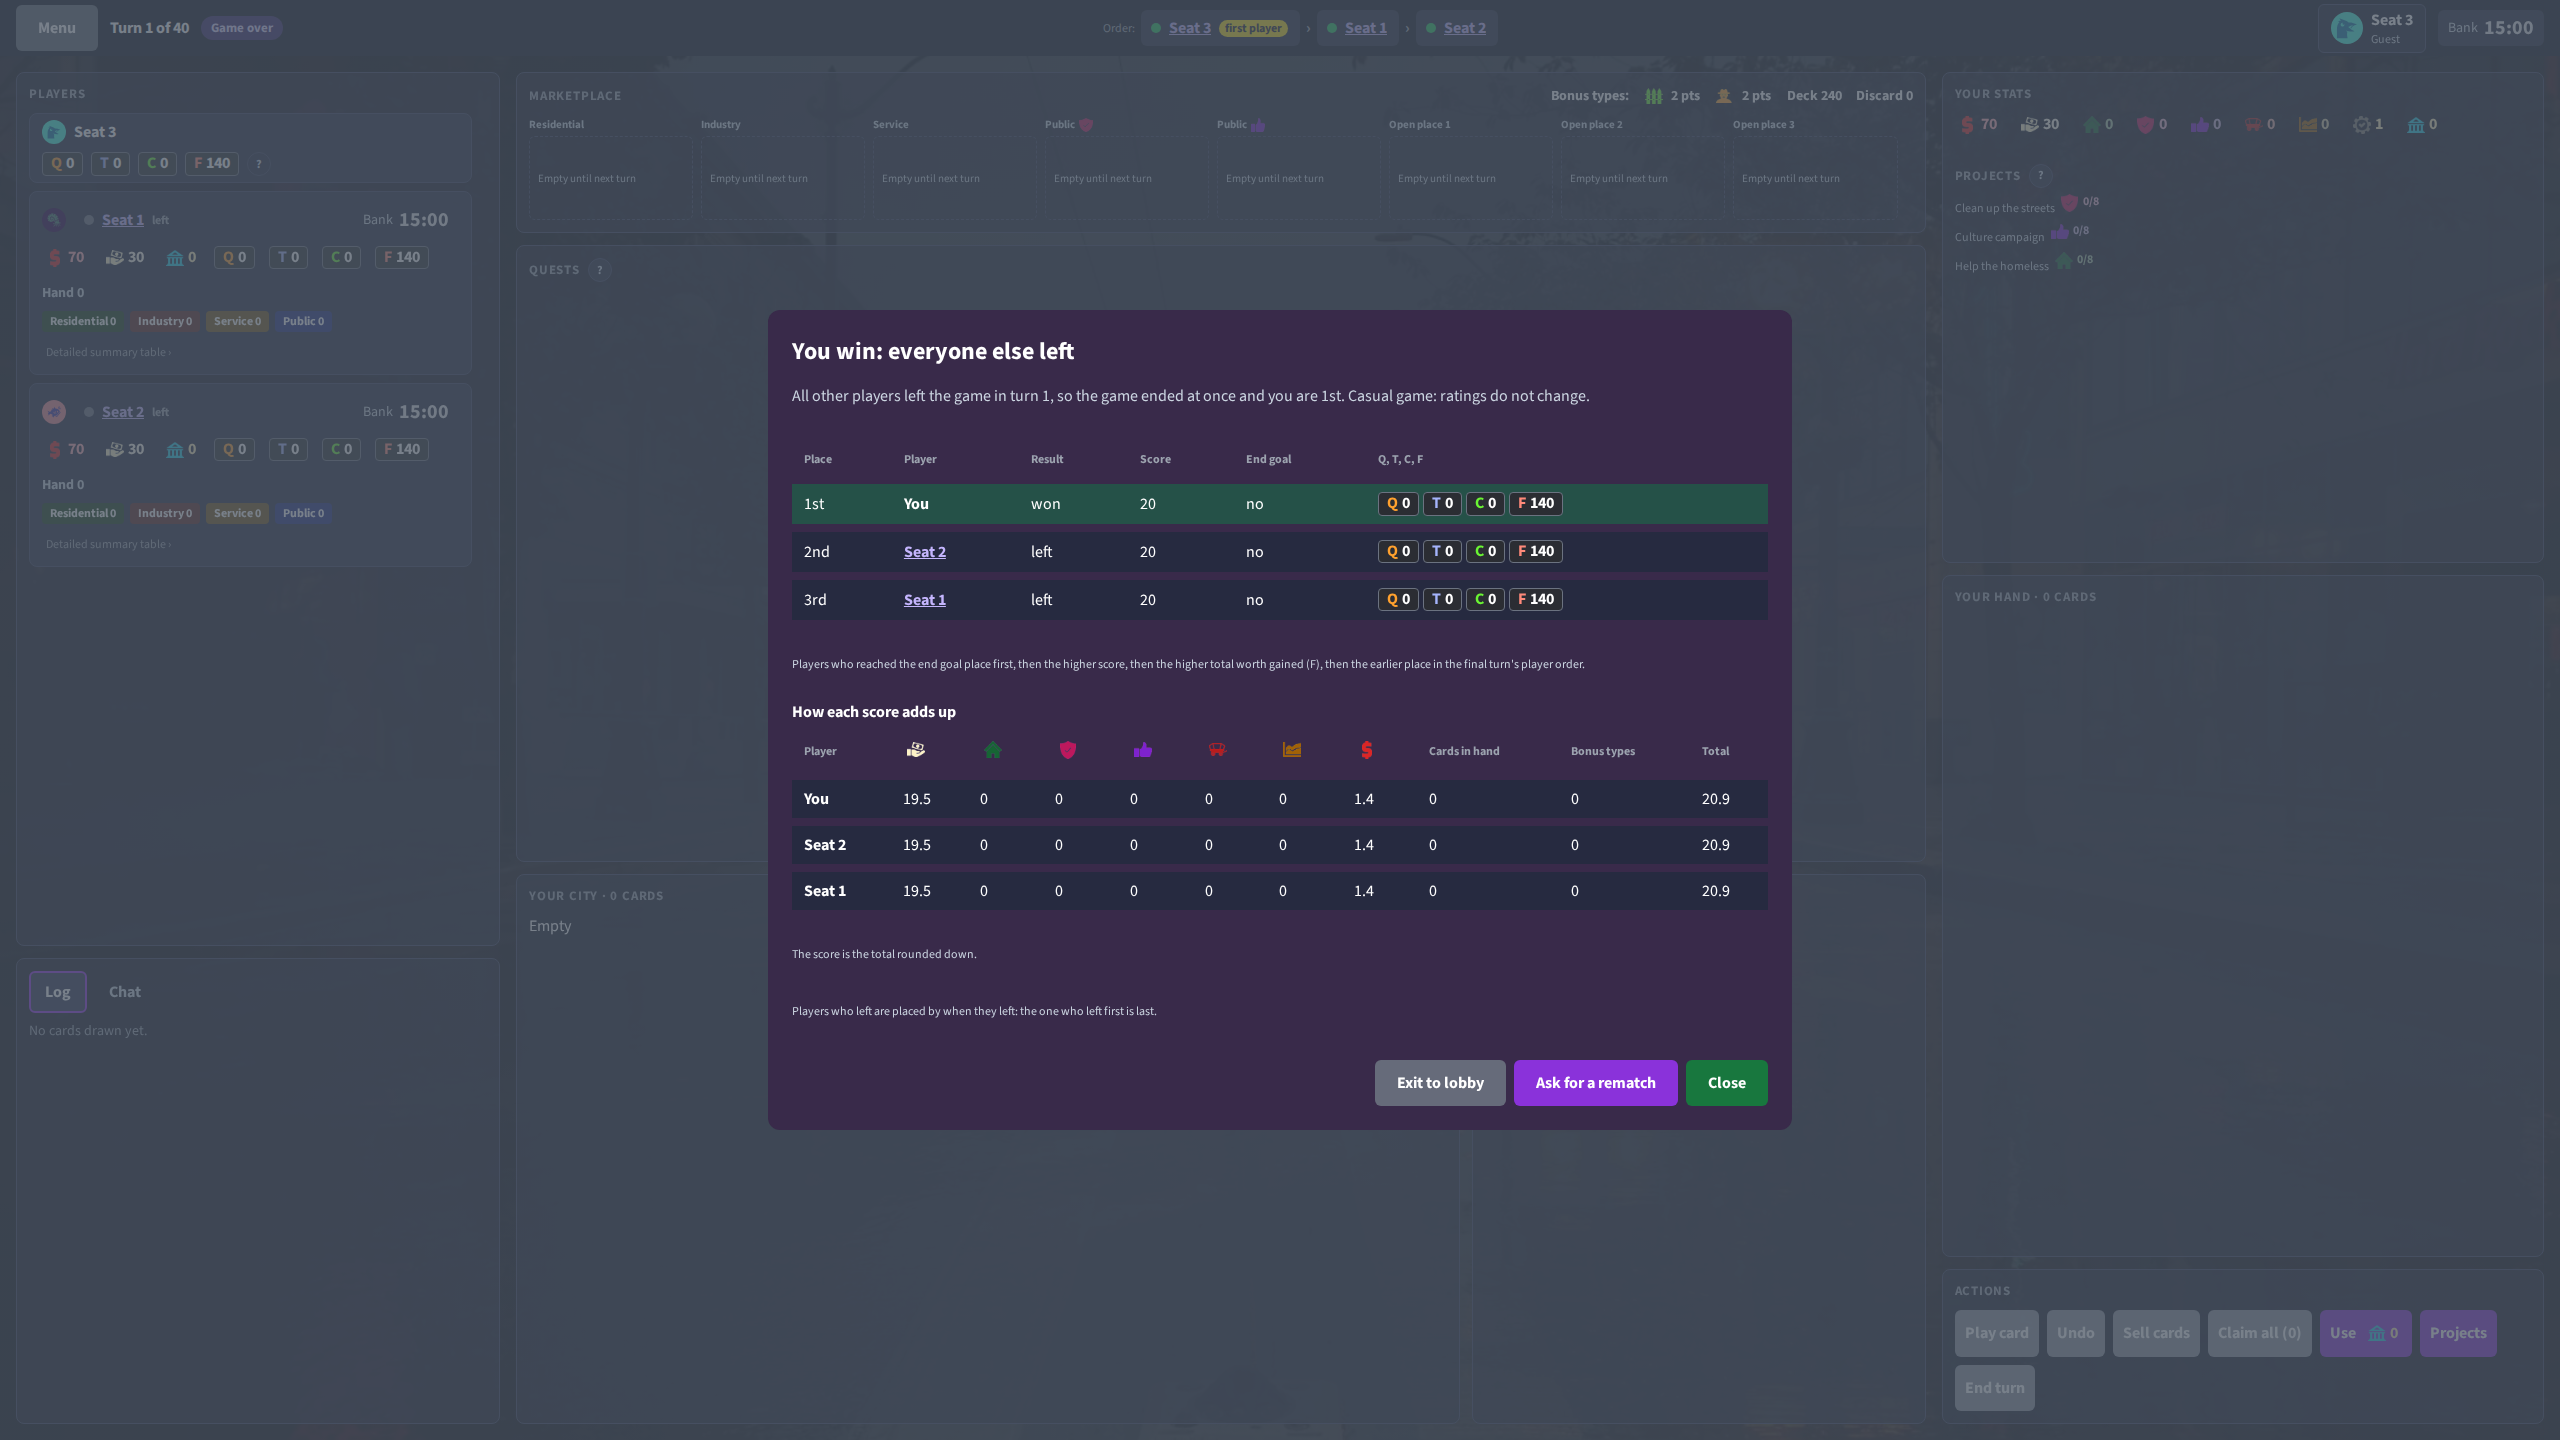 Menu Turn 1 of 40 Game over Order: Seat 3 first player › Seat 1 › Seat 2 Seat 3 Guest Bank 15:00
PLAYERS
Seat 3
Q 0 T 0 C 0 F 140 ?
Seat 1 left Bank 15:00
70 30 0 Q 0 T 0 C 0 F 140
Hand 0
Residential 0 Industry 0 Service 0 Public 0
Detailed summary table ›
Seat 2 left Bank 15:00
70 30 0 Q 0 T 0 C 0 F 140
Hand 0
Residential 0 Industry 0 Service 0 Public 0
Detailed summary table ›
Log Chat
No cards drawn yet.
MARKETPLACE Bonus types: 2 pts 2 pts Deck 240 Discard 0
Residential Industry Service Public Public Open place 1 Open place 2 Open place 3
Empty until next turn Empty until next turn Empty until next turn Empty until next turn Empty until next turn Empty until next turn Empty until next turn Empty until next turn
QUESTS ?
YOUR CITY · 0 CARDS
Empty
You win: everyone else left
All other players left the game in turn 1, so the game ended at once and you are 1st. Casual game: ratings do not change.
Place Player Result Score End goal Q, T, C, F
1st You won 20 no Q 0 T 0 C 0 F 140
2nd Seat 2 left 20 no Q 0 T 0 C 0 F 140
3rd Seat 1 left 20 no Q 0 T 0 C 0 F 140
Players who reached the end goal place first, then the higher score, then the higher total worth gained (F), then the earlier place in the final turn's player order.
How each score adds up
Player Cards in hand Bonus types Total
You 19.5 0 0 0 0 0 1.4 0 0 20.9
Seat 2 19.5 0 0 0 0 0 1.4 0 0 20.9
Seat 1 19.5 0 0 0 0 0 1.4 0 0 20.9
The score is the total rounded down.
Players who left are placed by when they left: the one who left first is last.
Exit to lobby Ask for a rematch Close
YOUR STATS
70 30 0 0 0 0 0 1 0
PROJECTS ?
Clean up the streets 0/8
Culture campaign 0/8
Help the homeless 0/8
YOUR HAND · 0 CARDS
ACTIONS
Play card Undo Sell cards Claim all (0) Use 0 Projects
End turn